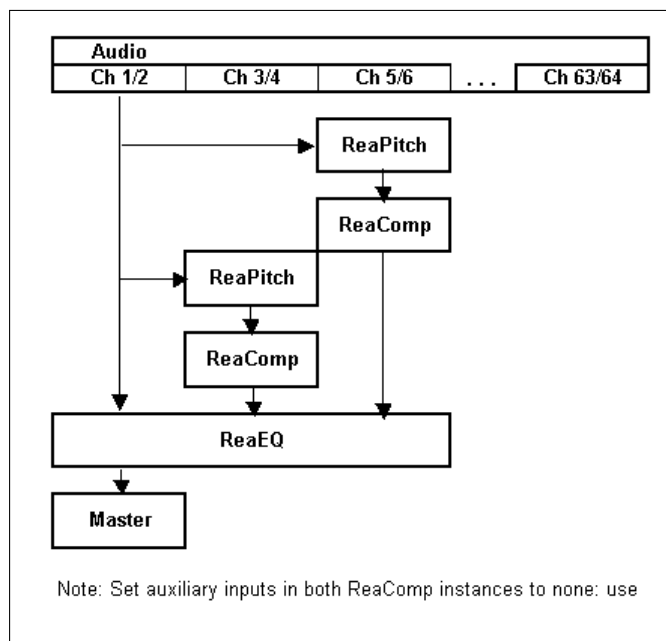 Audio
Ch 1/2 Ch 3/4 Ch 5/6 ... Ch 63/64
ReaPitch
ReaComp
ReaPitch
ReaComp
ReaEQ
Master
Note: Set auxiliary inputs in both ReaComp instances to none: use